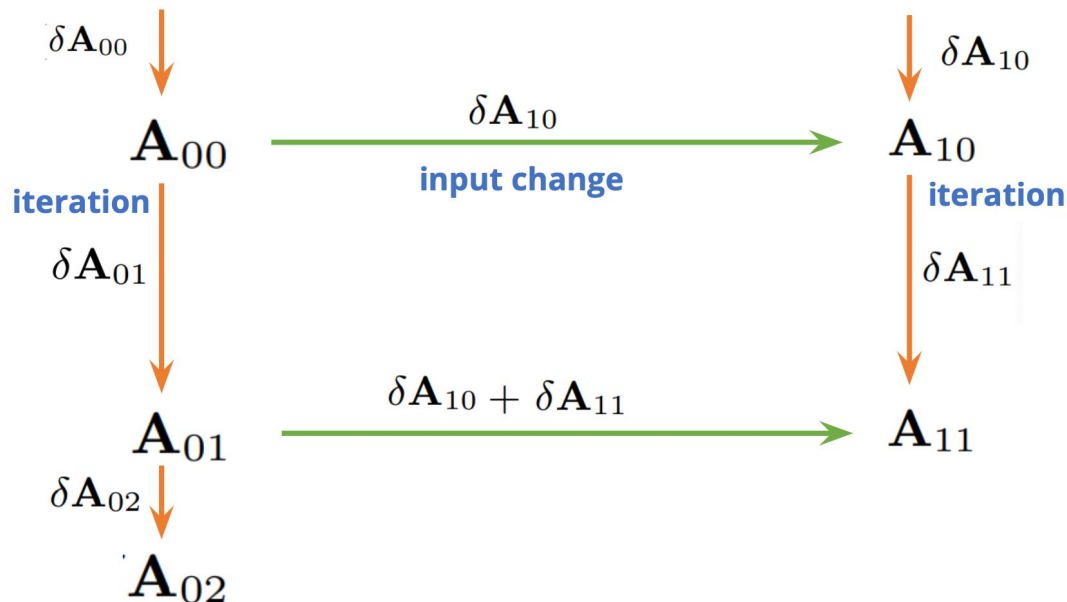 δA₀₀
δA₁₀
A₀₀
δA₁₀
A₁₀
iteration
input change
iteration
δA₀₁
δA₁₁
δA₁₀ + δA₁₁
A₀₁
A₁₁
δA₀₂
A₀₂